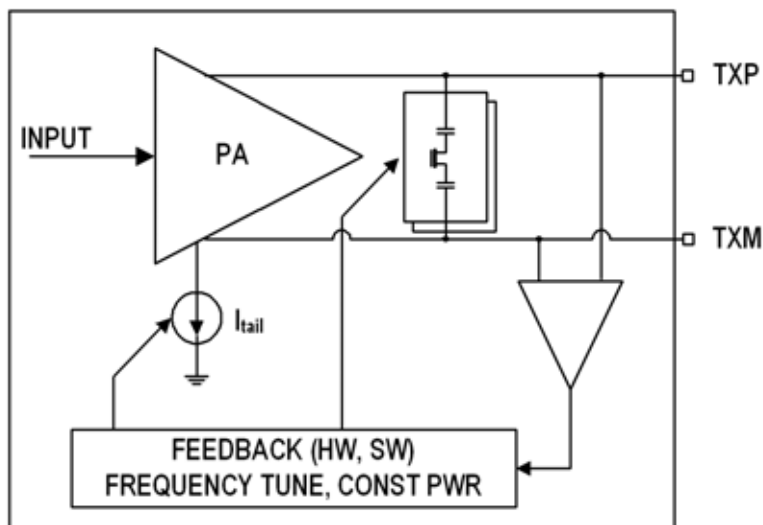 TXP
INPUT
PA
TXM
Itail
FEEDBACK (HW, SW)
FREQUENCY TUNE, CONST PWR